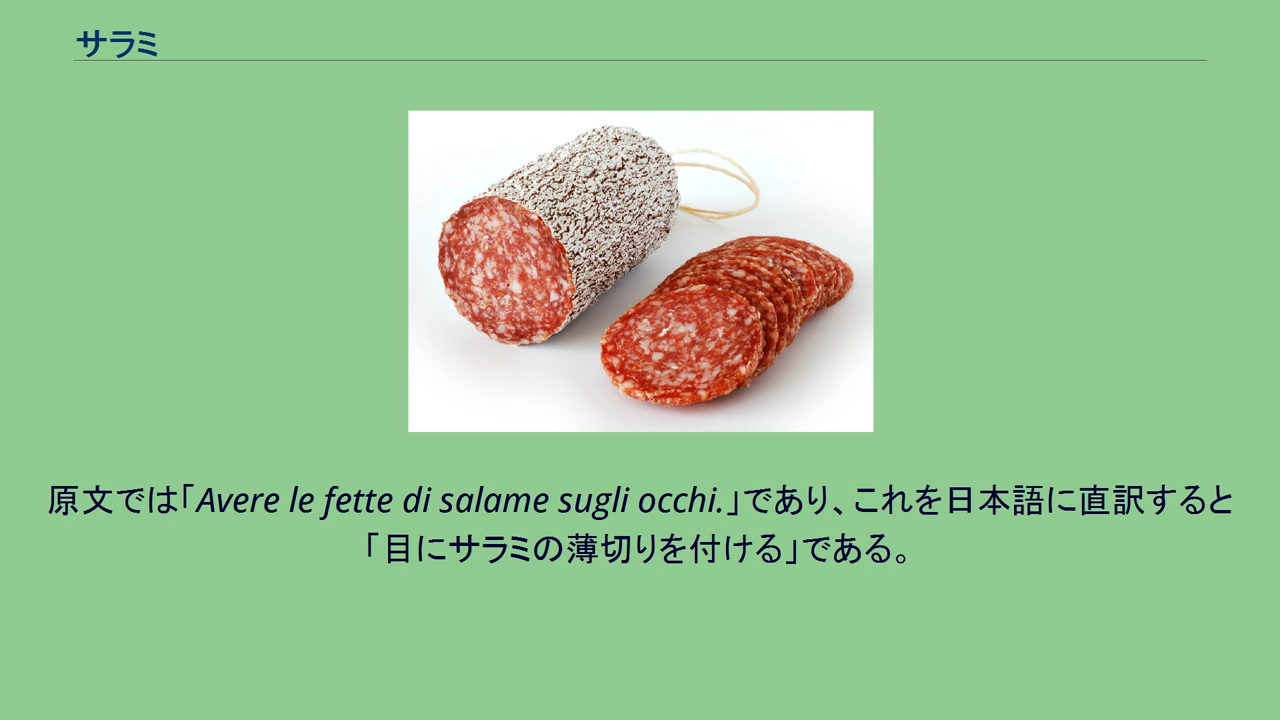 サラミ
原文では「Avere le fette di salame sugli occhi.」であり、これを日本語に直訳すると
「目にサラミの薄切りを付ける」である。